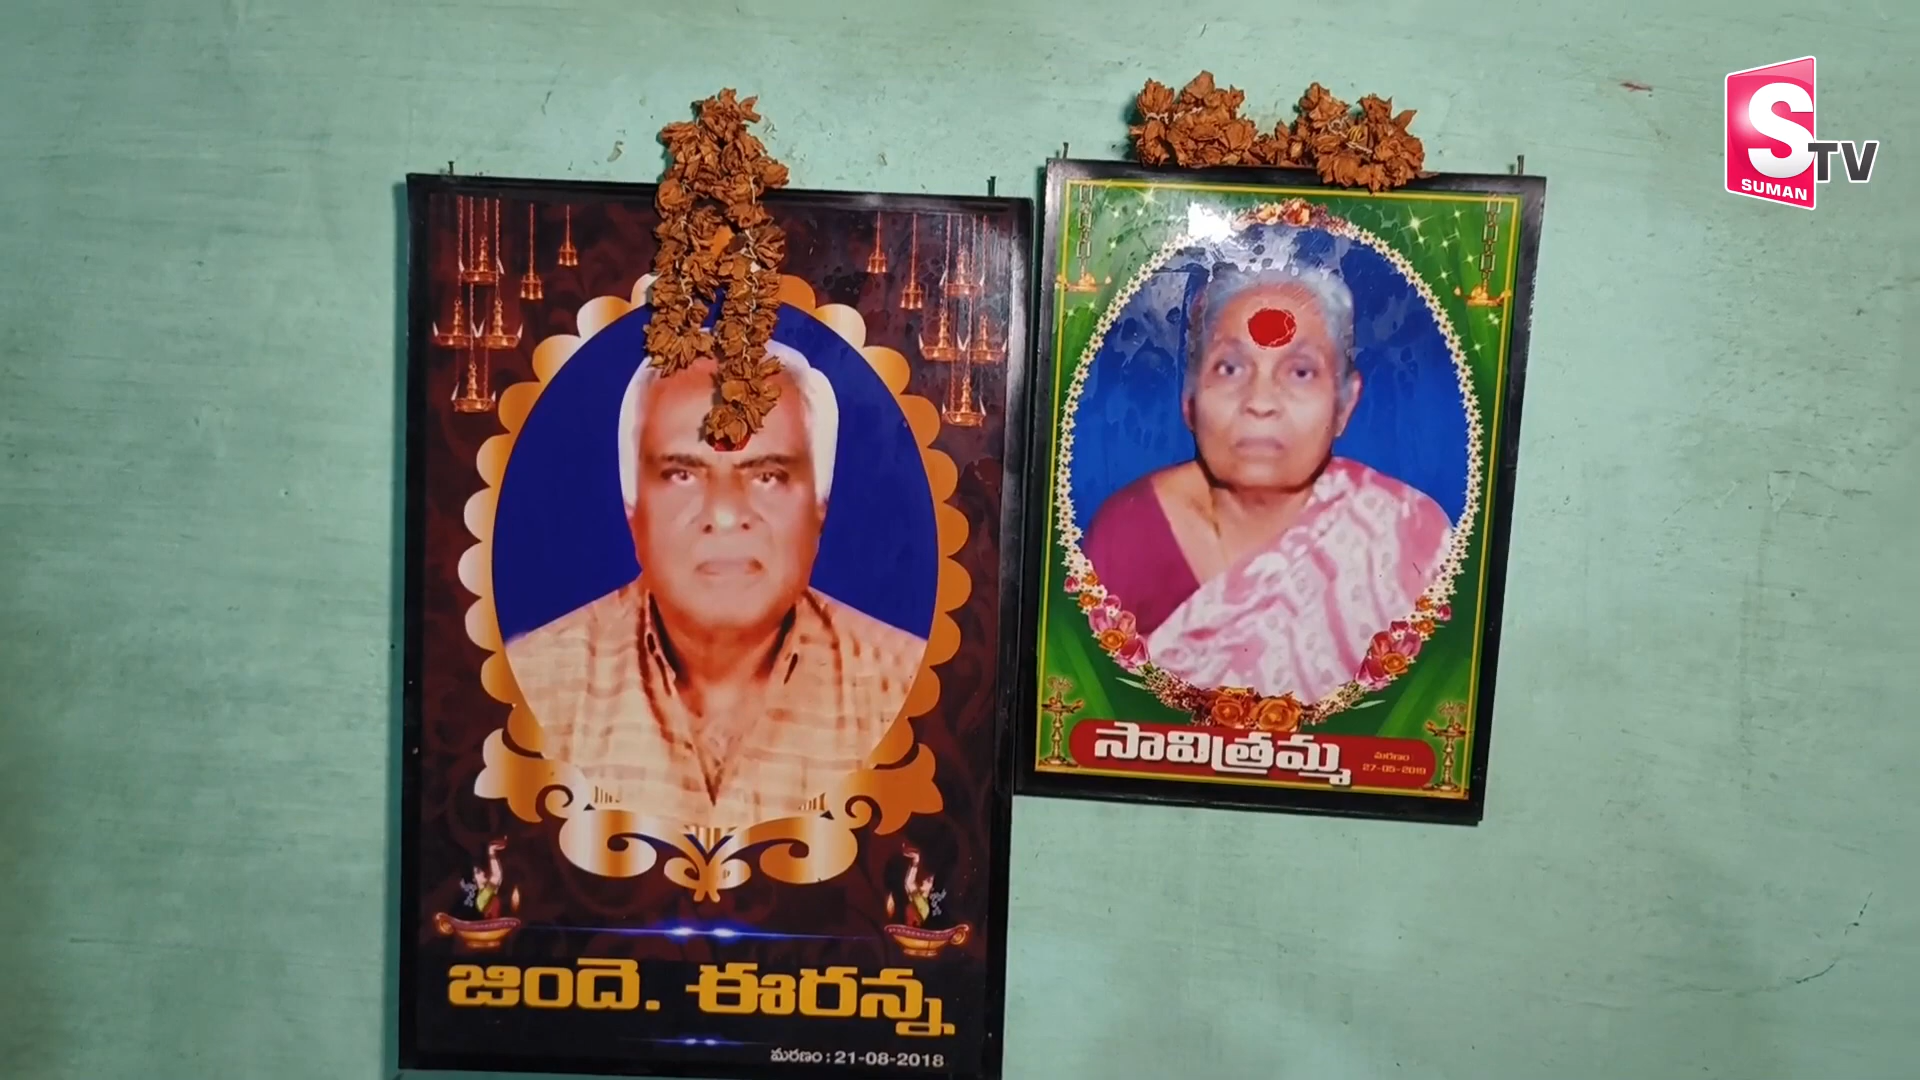 S
TV
SUMAN
జిందె. ఈరన్న
మరణం : 21-08-2018
సావిత్రమ్మ
మరణం
27-05-2019